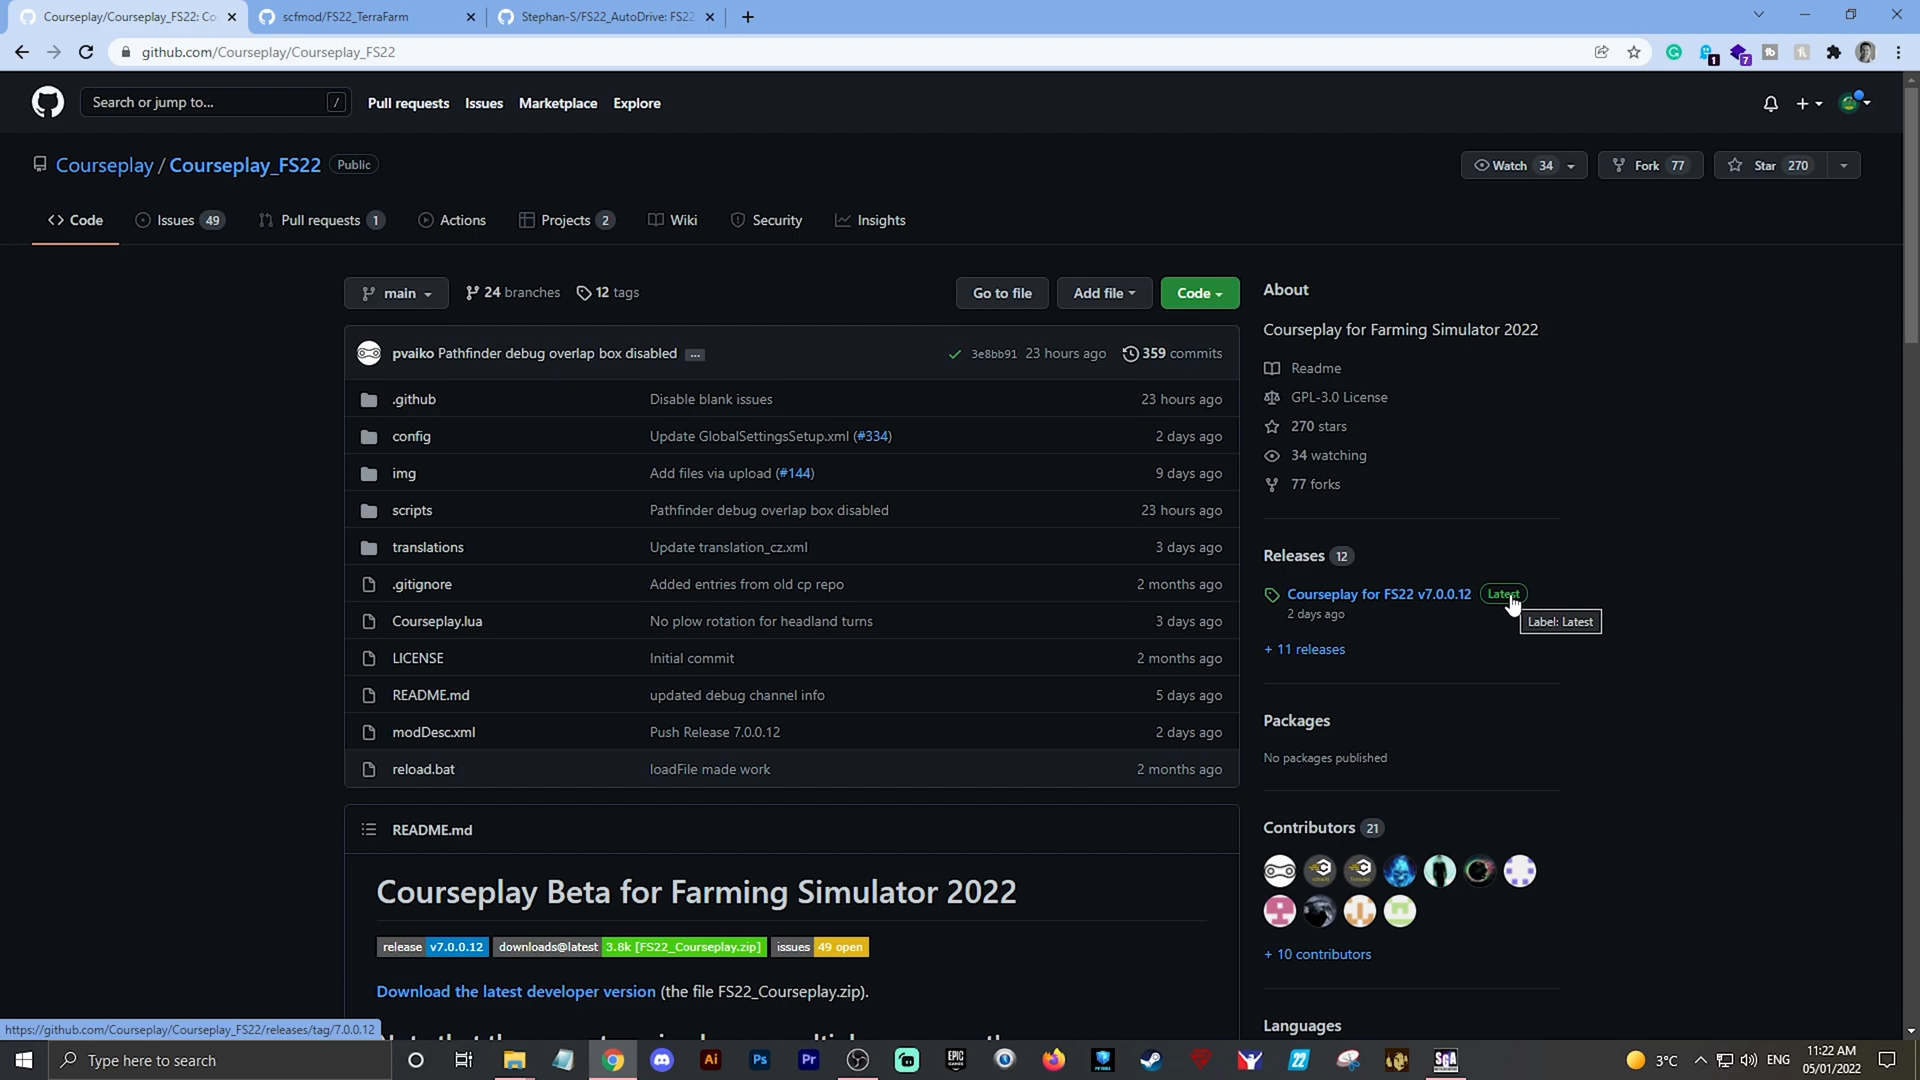 Courseplay/Courseplay_FS22: Co
scfmod/FS22_TerraFarm
Stephan-S/FS22_AutoDrive: FS22
github.com/Courseplay/Courseplay_FS22
1
7
Search or jump to...
/
Pull requests
Issues
Marketplace
Explore
Courseplay / Courseplay_FS22
Public
Watch 34
Fork 77
Star 270
Code
Issues 49
Pull requests 1
Actions
Projects 2
Wiki
Security
Insights
main
24 branches
12 tags
Go to file
Add file
Code
pvaiko Pathfinder debug overlap box disabled ...
3e8bb91 23 hours ago
359 commits
.github Disable blank issues 23 hours ago
config Update GlobalSettingsSetup.xml (#334) 2 days ago
img Add files via upload (#144) 9 days ago
scripts Pathfinder debug overlap box disabled 23 hours ago
translations Update translation_cz.xml 3 days ago
.gitignore Added entries from old cp repo 2 months ago
Courseplay.lua No plow rotation for headland turns 3 days ago
LICENSE Initial commit 2 months ago
README.md updated debug channel info 5 days ago
modDesc.xml Push Release 7.0.0.12 2 days ago
reload.bat loadFile made work 2 months ago
README.md
Courseplay Beta for Farming Simulator 2022
release v7.0.0.12 downloads@latest 3.8k [FS22_Courseplay.zip] issues 49 open
Download the latest developer version (the file FS22_Courseplay.zip).
About
Courseplay for Farming Simulator 2022
Readme
GPL-3.0 License
270 stars
34 watching
77 forks
Releases 12
Courseplay for FS22 v7.0.0.12 Latest
2 days ago
Label: Latest
+ 11 releases
Packages
No packages published
Contributors 21
+ 10 contributors
Languages
https://github.com/Courseplay/Courseplay_FS22/releases/tag/7.0.0.12
Type here to search
Ai
Ps
Pr
EPIC
GAMES
22
SGA
3°C
ENG
11:22 AM
05/01/2022